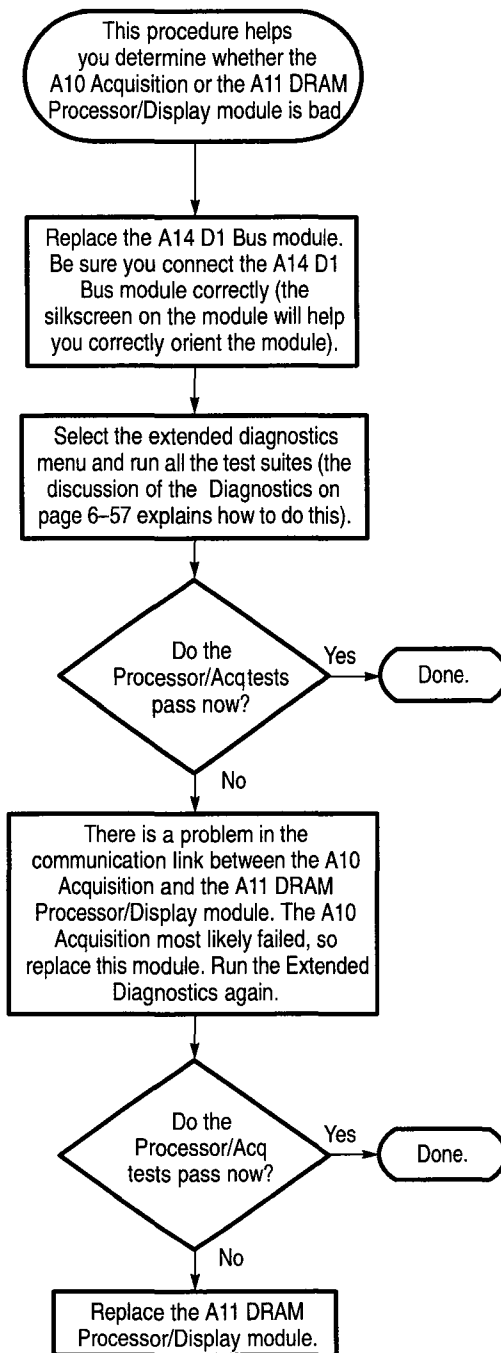 This procedure helps
you determine whether the
A10 Acquisition or the A11 DRAM
Processor/Display module is bad.
Replace the A14 D1 Bus module.
Be sure you connect the A14 D1
Bus module correctly (the
silkscreen on the module will help
you correctly orient the module).
Select the extended diagnostics
menu and run all the test suites (the
discussion of the Diagnostics on
page 6–57 explains how to do this).
Do the
Processor/Acq tests
pass now?
Yes
Done.
No
There is a problem in the
communication link between the A10
Acquisition and the A11 DRAM
Processor/Display module. The A10
Acquisition most likely failed, so
replace this module. Run the Extended
Diagnostics again.
Do the
Processor/Acq
tests pass now?
Yes
Done.
No
Replace the A11 DRAM
Processor/Display module.